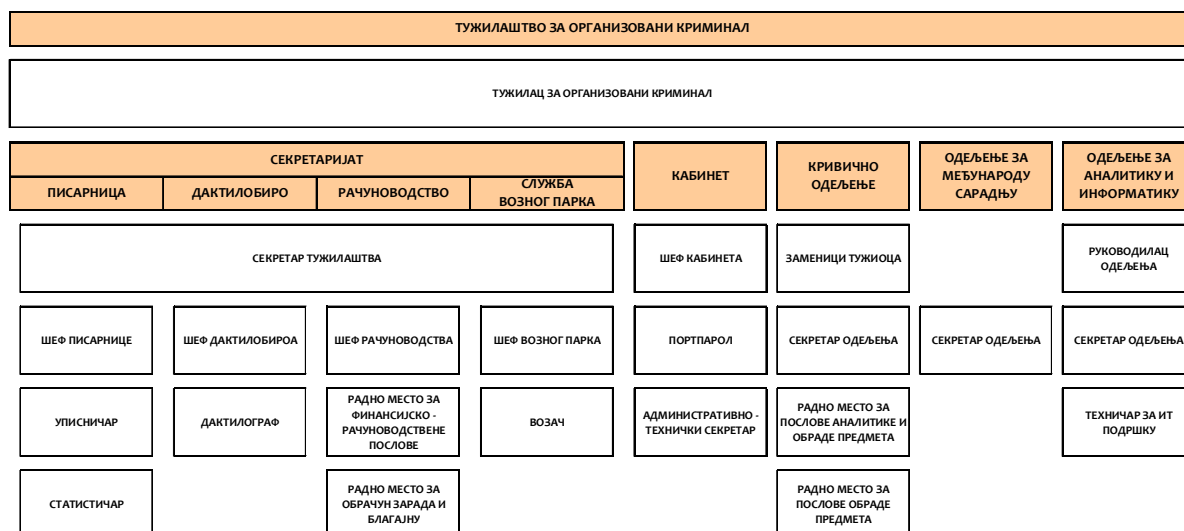 ТУЖИЛАШТВО ЗА ОРГАНИЗОВАНИ КРИМИНАЛ
ТУЖИЛАЦ ЗА ОРГАНИЗОВАНИ КРИМИНАЛ
СЕКРЕТАРИЈАТ
ПИСАРНИЦА
ДАКТИЛОБИРО
РАЧУНОВОДСТВО
СЛУЖБА
ВОЗНОГ ПАРКА
КАБИНЕТ
КРИВИЧНО
ОДЕЉЕЊЕ
ОДЕЉЕЊЕ ЗА
МЕЂУНАРОДУ
САРАДЊУ
ОДЕЉЕЊЕ ЗА
АНАЛИТИКУ И
ИНФОРМАТИКУ
СЕКРЕТАР ТУЖИЛАШТВА
ШЕФ КАБИНЕТА
ЗАМЕНИЦИ ТУЖИОЦА
РУКОВОДИЛАЦ
ОДЕЉЕЊА
ШЕФ ПИСАРНИЦЕ
ШЕФ ДАКТИЛОБИРОА
ШЕФ РАЧУНОВОДСТВА
ШЕФ ВОЗНОГ ПАРКА
ПОРТПАРОЛ
СЕКРЕТАР ОДЕЉЕЊА
СЕКРЕТАР ОДЕЉЕЊА
СЕКРЕТАР ОДЕЉЕЊА
УПИСНИЧАР
ДАКТИЛОГРАФ
РАДНО МЕСТО ЗА
ФИНАНСИЈСКО -
РАЧУНОВОДСТВЕНЕ
ПОСЛОВЕ
ВОЗАЧ
АДМИНИСТРАТИВНО -
ТЕХНИЧКИ СЕКРЕТАР
РАДНО МЕСТО ЗА
ПОСЛОВЕ АНАЛИТИКЕ И
ОБРАДЕ ПРЕДМЕТА
ТЕХНИЧАР ЗА ИТ
ПОДРШКУ
СТАТИСТИЧАР
РАДНО МЕСТО ЗА
ОБРАЧУН ЗАРАДА И
БЛАГАЈНУ
РАДНО МЕСТО ЗА
ПОСЛОВЕ ОБРАДЕ
ПРЕДМЕТА